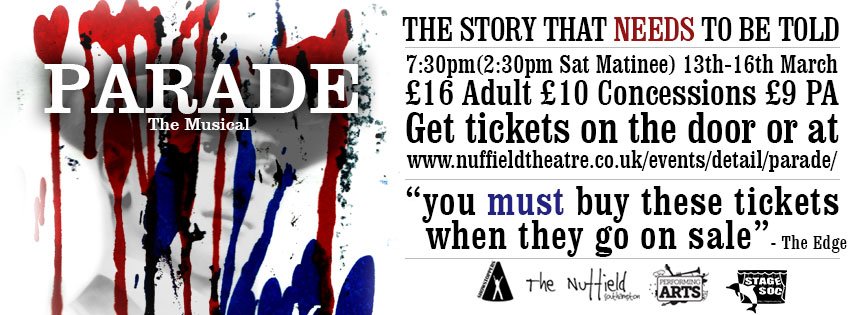 PARADE
The Musical
THE STORY THAT NEEDS TO BE TOLD
7:30pm(2:30pm Sat Matinee) 13th-16th March
£16 Adult £10 Concessions £9 PA
Get tickets on the door or at
www.nuffieldtheatre.co.uk/events/detail/parade/
“you must buy these tickets
when they go on sale” - The Edge
The Nuffield
southampton
PERFORMING
ARTS
STAGE
SOC